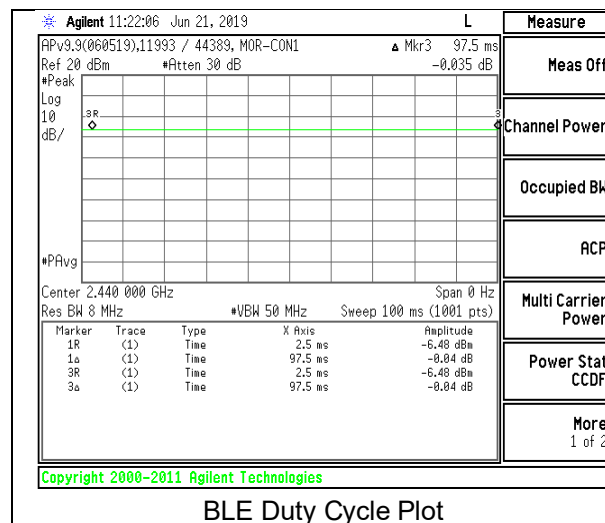 Agilent 11:22:06 Jun 21, 2019 L Measure
APv9.9(060519),11993 / 44389, MOR-CON1 Δ Mkr3 97.5 ms
Ref 20 dBm #Atten 30 dB -0.035 dB
Meas Off
#Peak
Log
10
dB/
3R
3
Channel Power
Occupied BW
ACP
#PAvg
Center 2.440 000 GHz Span 0 Hz
Res BW 8 MHz #VBW 50 MHz Sweep 100 ms (1001 pts)
Multi Carrier
Power
Marker Trace Type X Axis Amplitude
1R (1) Time 2.5 ms -6.48 dBm
1Δ (1) Time 97.5 ms -0.04 dB
3R (1) Time 2.5 ms -6.48 dBm
3Δ (1) Time 97.5 ms -0.04 dB
Power Stat
CCDF
More
1 of 2
Copyright 2000-2011 Agilent Technologies
BLE Duty Cycle Plot